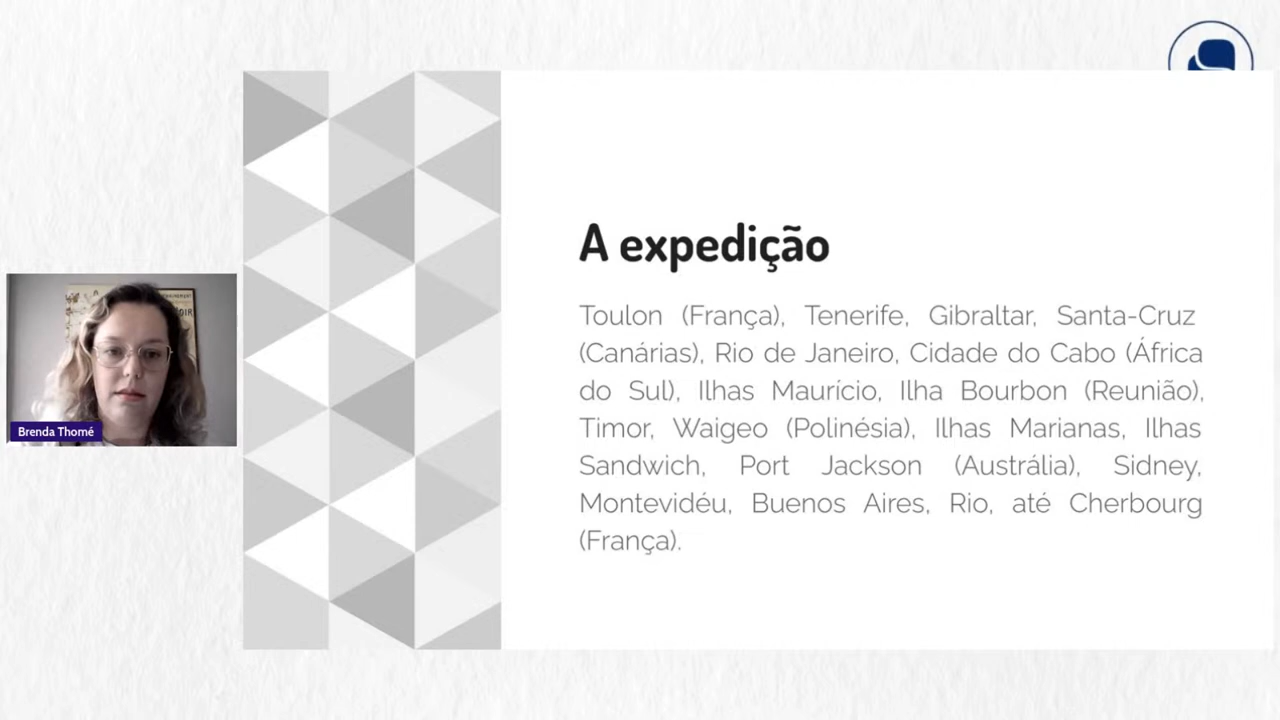 A expedição
Toulon (França), Tenerife, Gibraltar, Santa-Cruz
(Canárias), Rio de Janeiro, Cidade do Cabo (África
do Sul), Ilhas Maurício, Ilha Bourbon (Reunião),
Timor, Waigeo (Polinésia), Ilhas Marianas, Ilhas
Sandwich, Port Jackson (Austrália), Sidney,
Montevidéu, Buenos Aires, Rio, até Cherbourg
(França).
Brenda Thomé